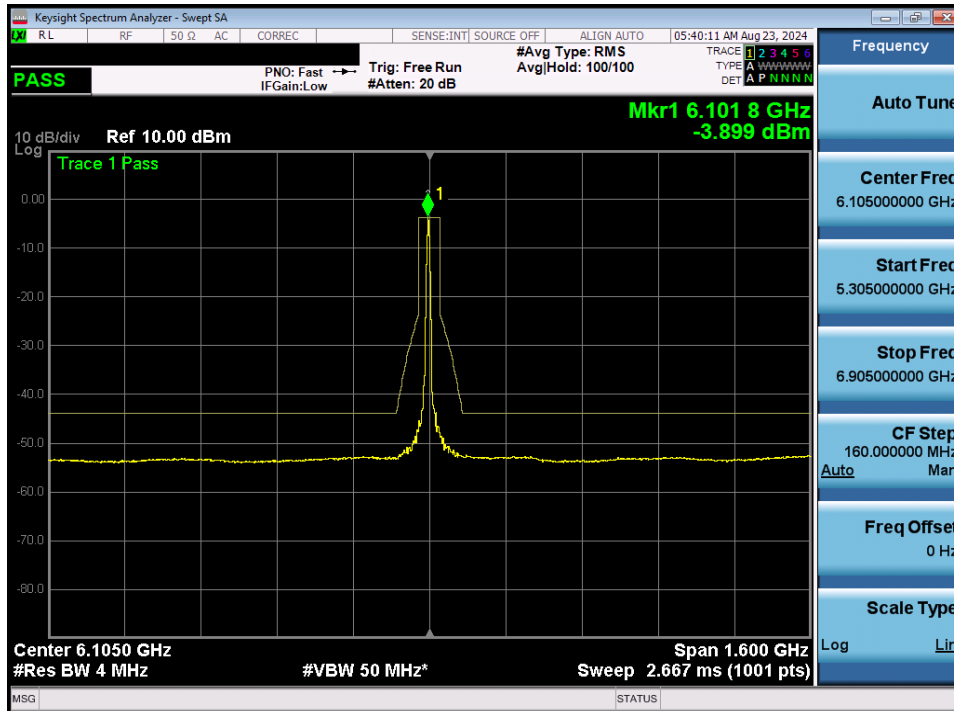 Keysight Spectrum Analyzer - Swept SA
LXI RL RF 50 Ω AC CORREC SENSE:INT SOURCE OFF ALIGN AUTO 05:40:11 AM Aug 23, 2024
PASS
PNO: Fast
IFGain:Low
Trig: Free Run
#Atten: 20 dB
#Avg Type: RMS
Avg|Hold: 100/100
TRACE 1 2 3 4 5 6
TYPE A W W W W W
DET A P N N N N
Mkr1 6.101 8 GHz
-3.899 dBm
10 dB/div Ref 10.00 dBm
Log
Trace 1 Pass
1
0.00
-10.0
-20.0
-30.0
-40.0
-50.0
-60.0
-70.0
-80.0
Center 6.1050 GHz Span 1.600 GHz
#Res BW 4 MHz #VBW 50 MHz* Sweep 2.667 ms (1001 pts)
MSG STATUS
Frequency
Auto Tune
Center Freq
6.105000000 GHz
Start Freq
5.305000000 GHz
Stop Freq
6.905000000 GHz
CF Step
160.000000 MHz
Auto Man
Freq Offset
0 Hz
Scale Type
Log Lin